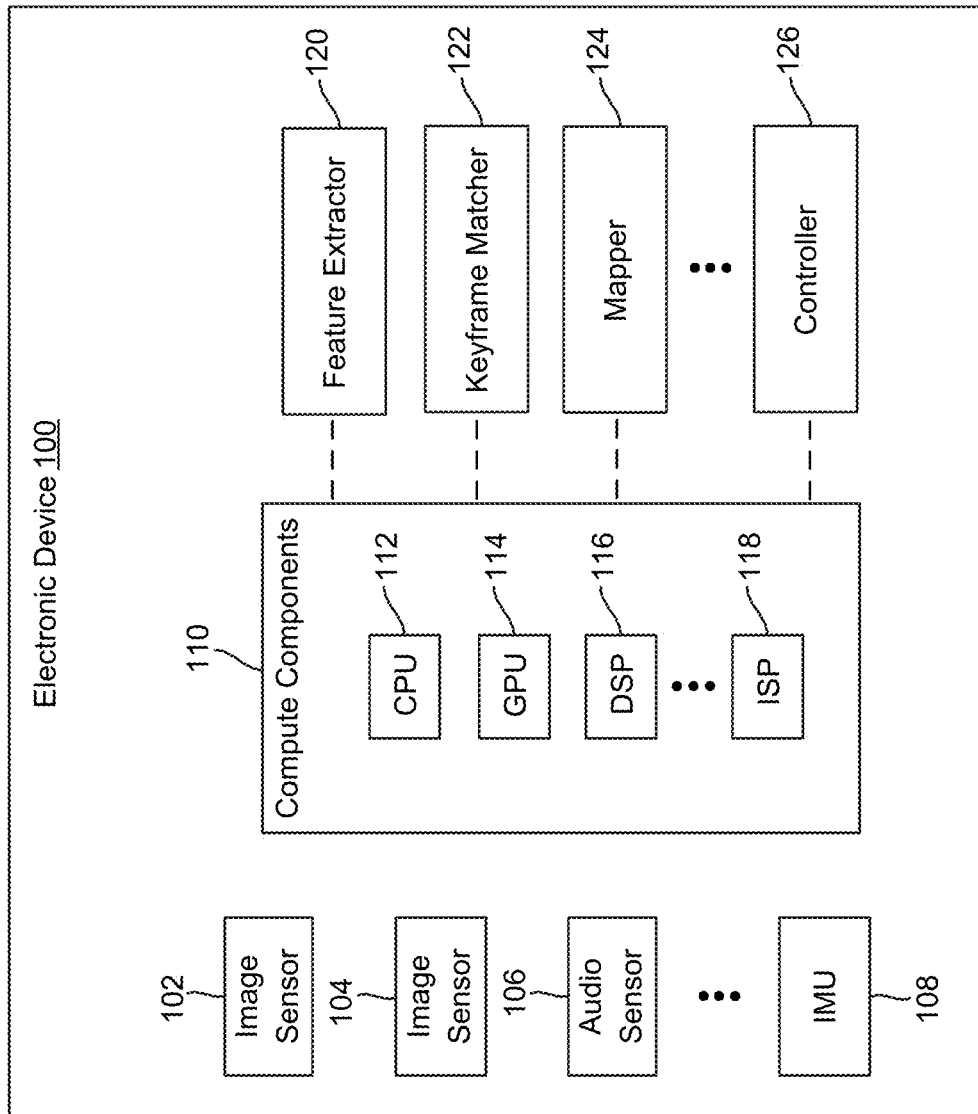 Electronic Device 100
102
Image
Sensor
104
Image
Sensor
106
Audio
Sensor
IMU
108
110
Compute Components
CPU
112
GPU
114
DSP
116
ISP
118
Feature Extractor
120
Keyframe Matcher
122
Mapper
124
Controller
126